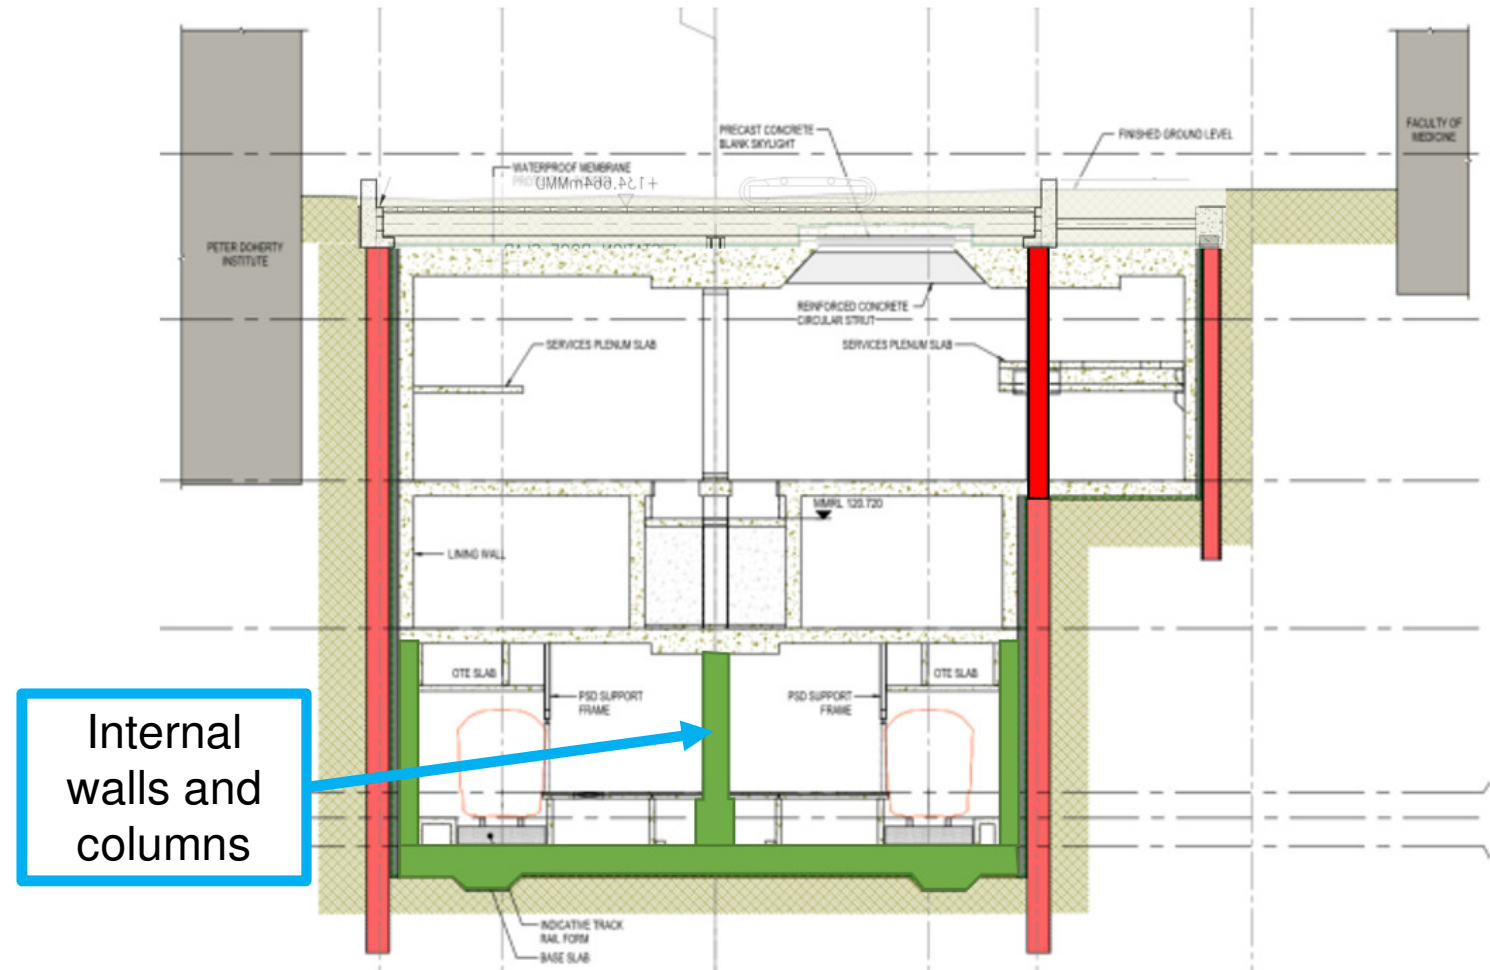 FACULTY OF
MEDICINE
PRECAST CONCRETE
BLANK SKYLIGHT
FINISHED GROUND LEVEL
WATERPROOF MEMBRANE
+134.664mMMD
PETER DOHERTY
INSTITUTE
REINFORCED CONCRETE
CIRCULAR STRUT
SERVICES PLENUM SLAB
SERVICES PLENUM SLAB
MMRL 120.720
LINING WALL
OTE SLAB
OTE SLAB
PSD SUPPORT
FRAME
PSD SUPPORT
FRAME
Internal
walls and
columns
INDICATIVE TRACK
RAIL FORM
BASE SLAB